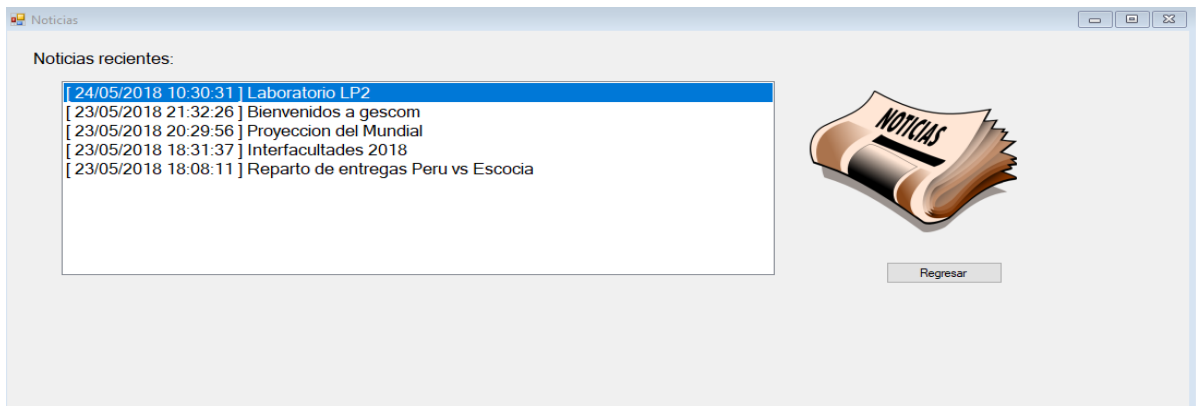 Noticias
Noticias recientes:
[ 24/05/2018 10:30:31 ] Laboratorio LP2
[ 23/05/2018 21:32:26 ] Bienvenidos a gescom
[ 23/05/2018 20:29:56 ] Proyeccion del Mundial
[ 23/05/2018 18:31:37 ] Interfacultades 2018
[ 23/05/2018 18:08:11 ] Reparto de entregas Peru vs Escocia
NOTICIAS
Regresar